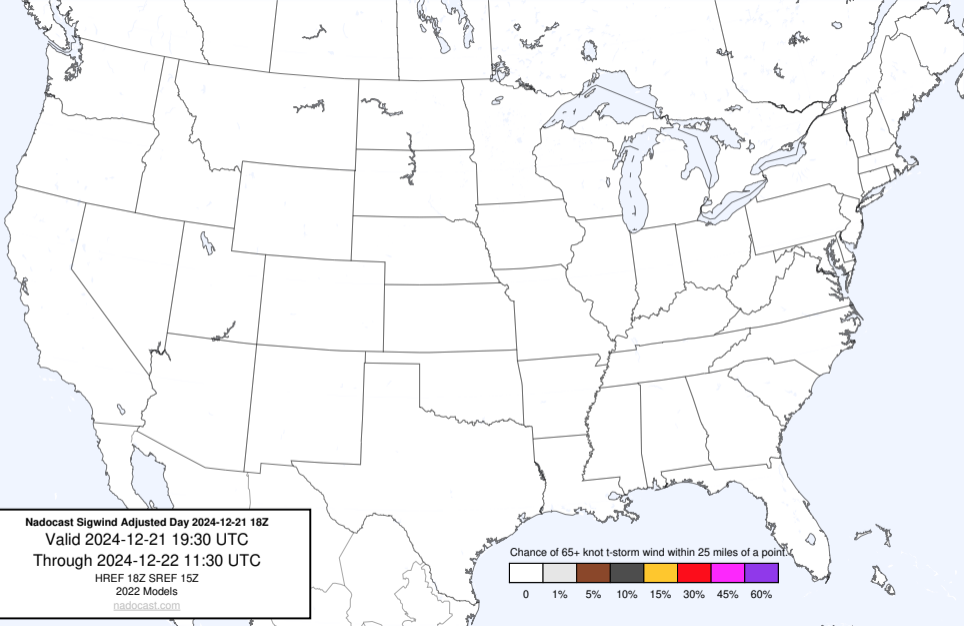 Nadocast Sigwind Adjusted Day 2024-12-21 18Z
Valid 2024-12-21 19:30 UTC
Through 2024-12-22 11:30 UTC
HREF 18Z SREF 15Z
2022 Models
nadocast.com
Chance of 65+ knot t-storm wind within 25 miles of a point.
0 1% 5% 10% 15% 30% 45% 60%